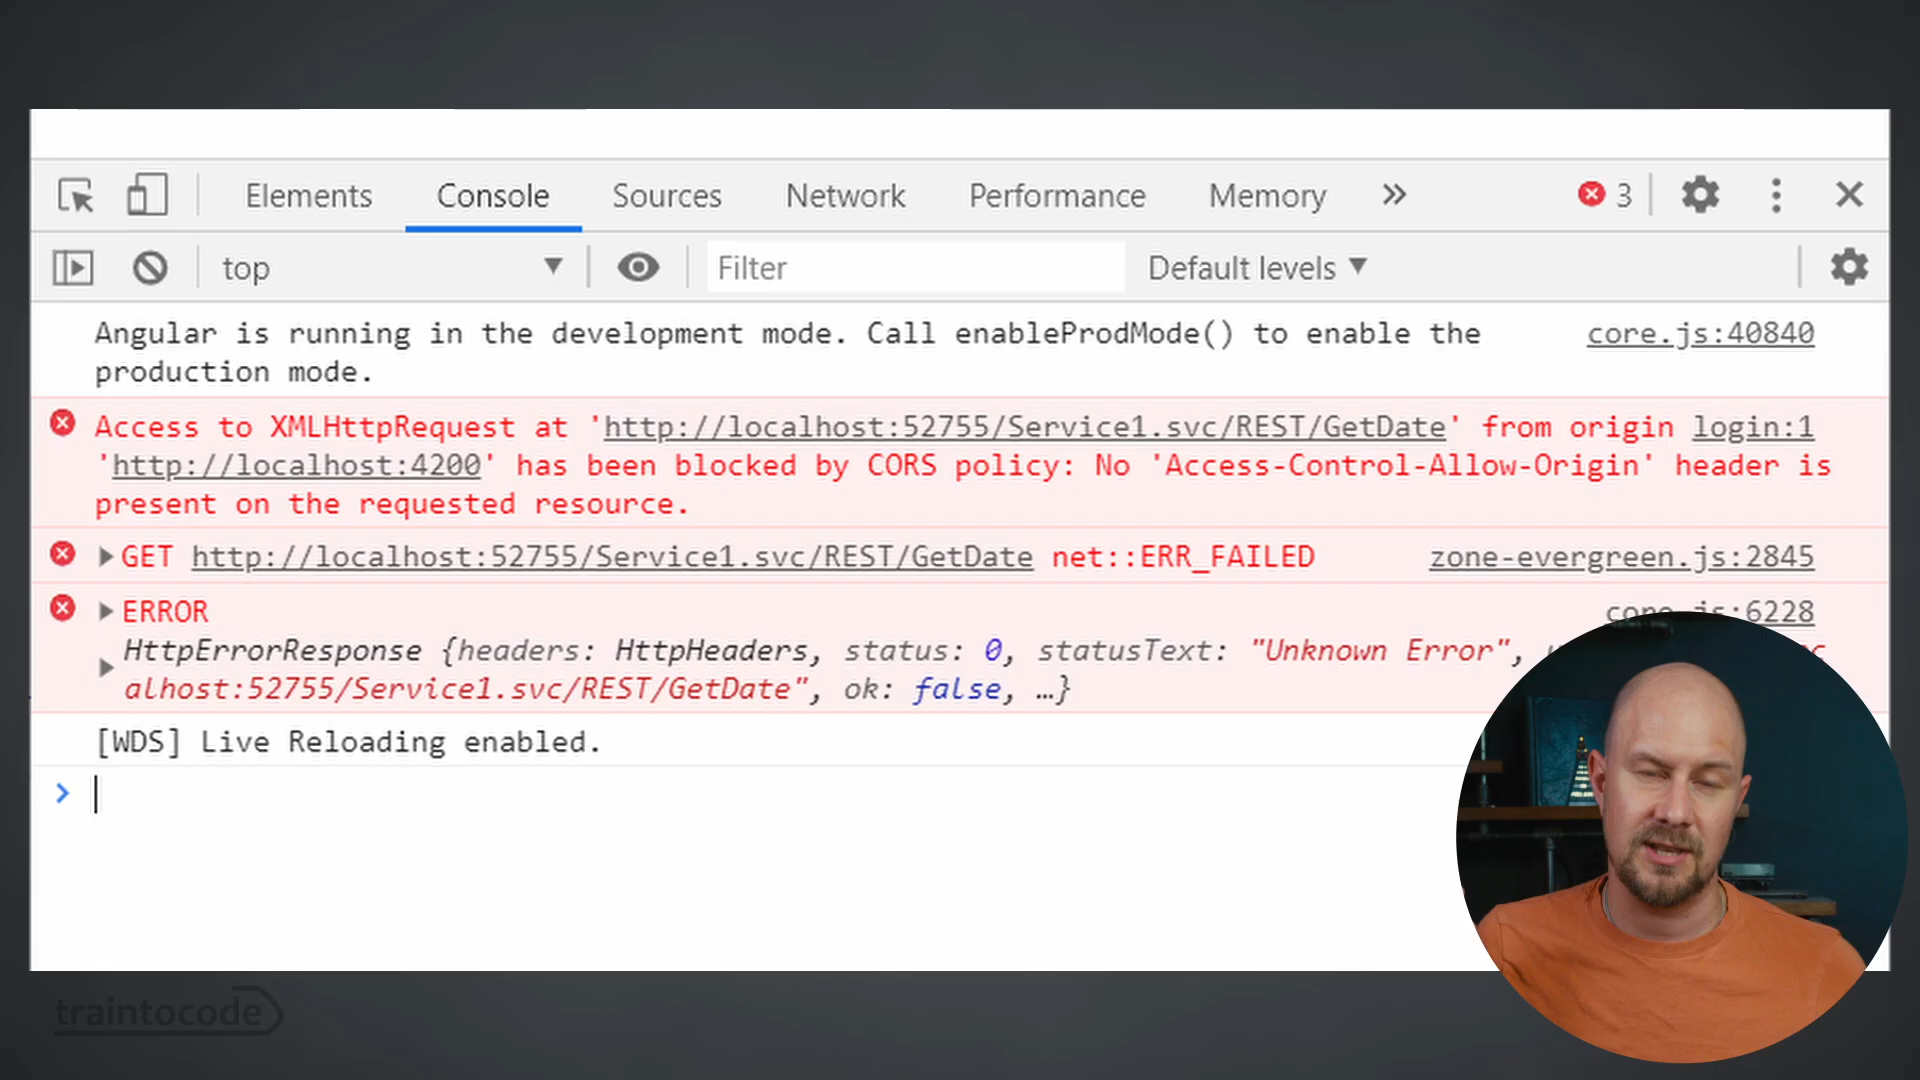 Elements Console Sources Network Performance Memory » 3
top Filter Default levels
Angular is running in the development mode. Call enableProdMode() to enable the core.js:40840
production mode.
Access to XMLHttpRequest at 'http://localhost:52755/Service1.svc/REST/GetDate' from origin login:1
'http://localhost:4200' has been blocked by CORS policy: No 'Access-Control-Allow-Origin' header is
present on the requested resource.
GET http://localhost:52755/Service1.svc/REST/GetDate net::ERR_FAILED zone-evergreen.js:2845
ERROR core.js:6228
HttpErrorResponse {headers: HttpHeaders, status: 0, statusText: "Unknown Error",
alhost:52755/Service1.svc/REST/GetDate", ok: false, …}
[WDS] Live Reloading enabled.
traintocode